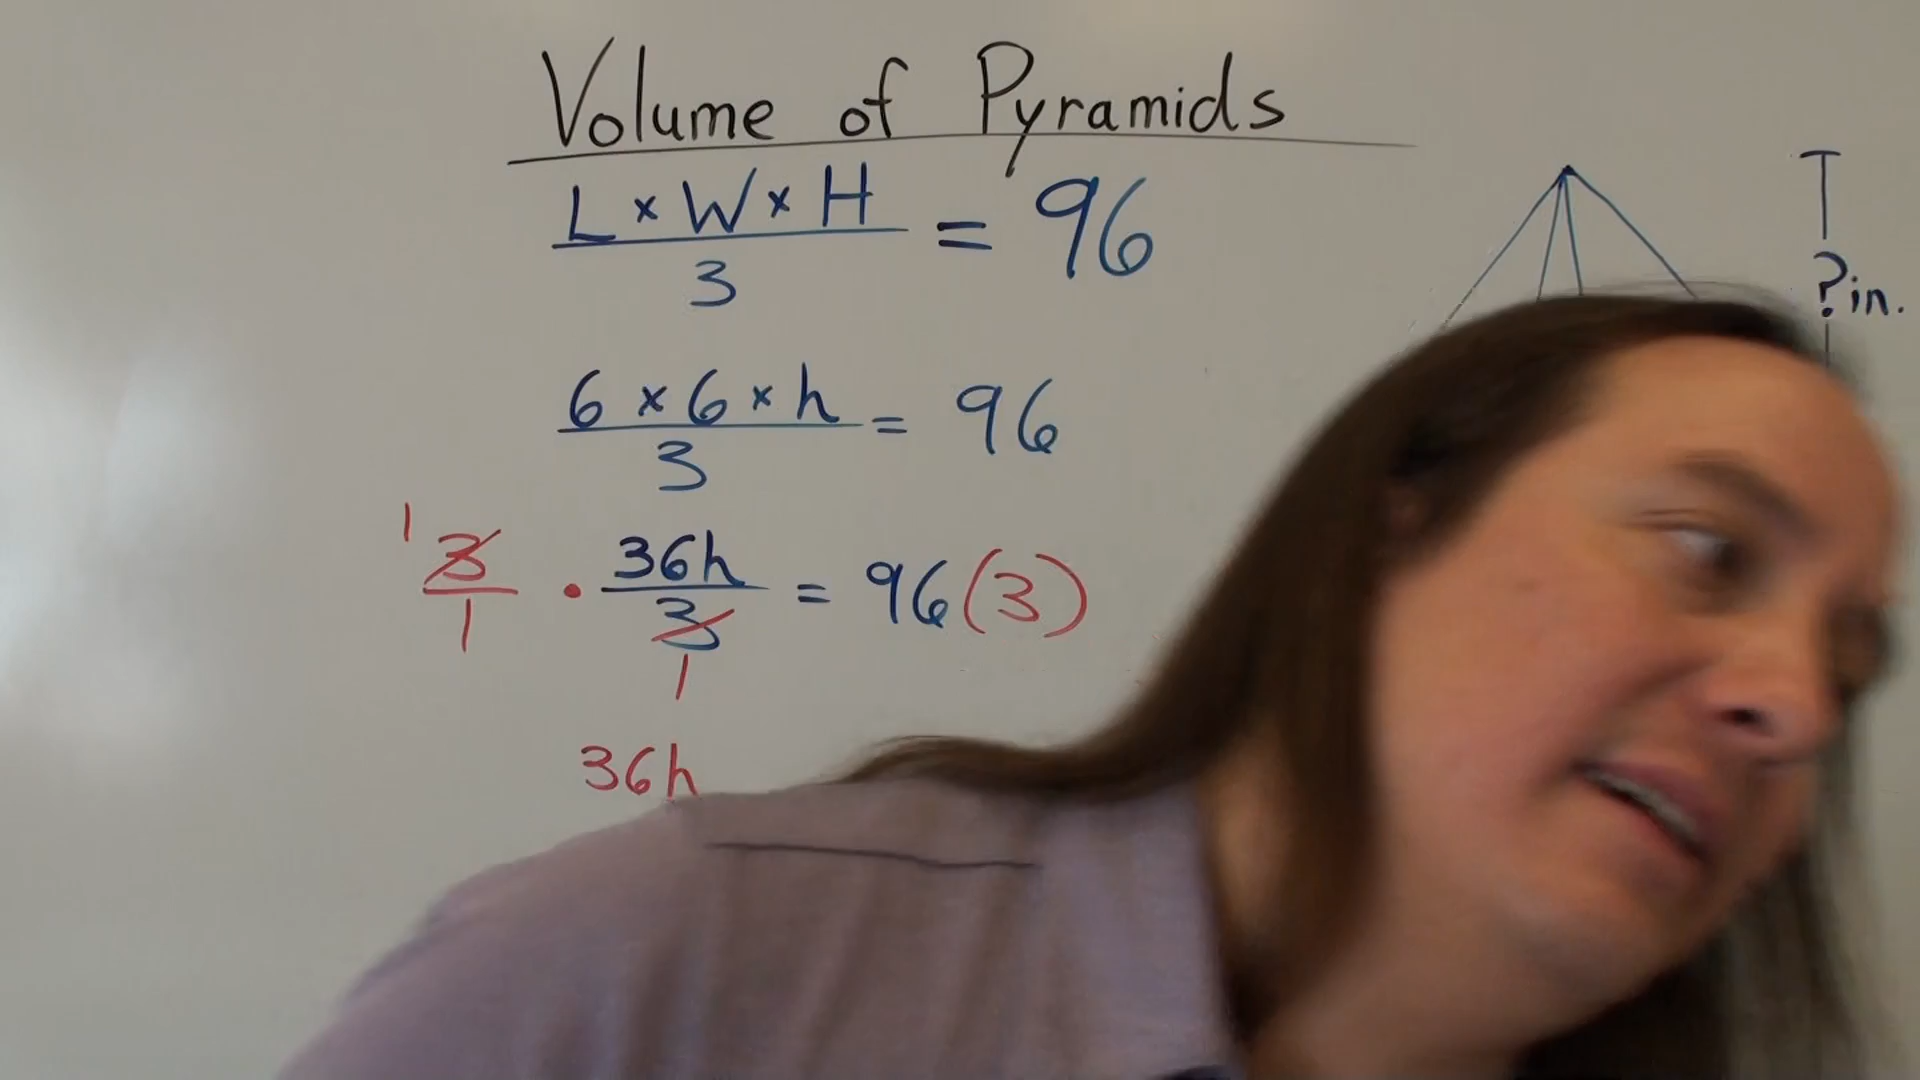 Volume of Pyramids
L × W × H
3
= 96
? in.
6 × 6 × h
3
= 96
1
3
1
·
36h
3
1
= 96(3)
36h